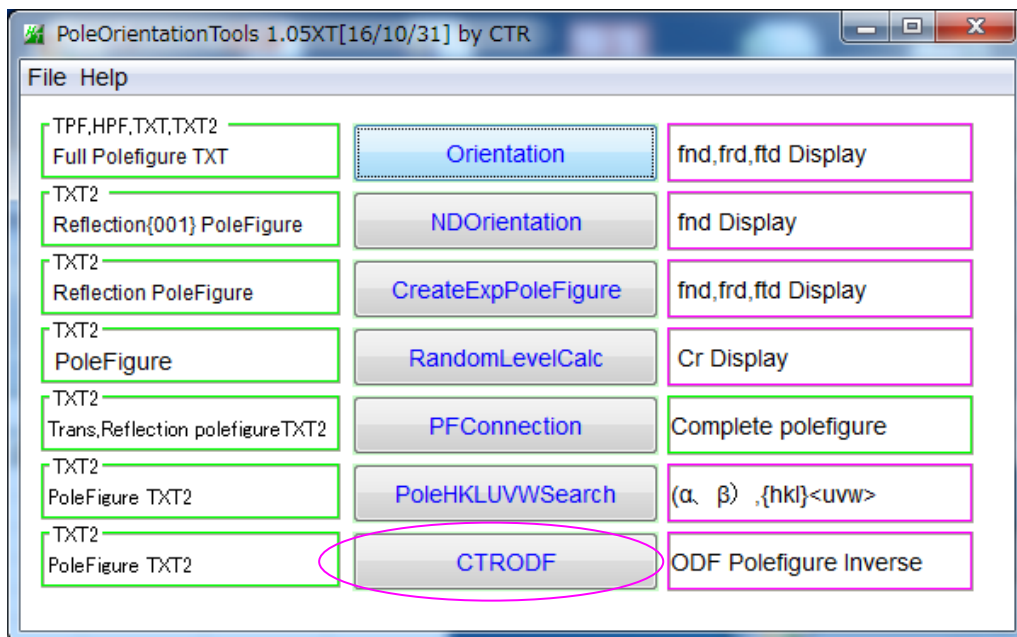 PoleOrientationTools 1.05XT[16/10/31] by CTR
File Help
TPF,HPF,TXT,TXT2
Full Polefigure TXT
Orientation
fnd,frd,ftd Display
TXT2
Reflection{001} PoleFigure
NDOrientation
fnd Display
TXT2
Reflection PoleFigure
CreateExpPoleFigure
fnd,frd,ftd Display
TXT2
PoleFigure
RandomLevelCalc
Cr Display
TXT2
Trans,Reflection polefigureTXT2
PFConnection
Complete polefigure
TXT2
PoleFigure TXT2
PoleHKLUVWSearch
(α、β) ,{hkl}<uvw>
TXT2
PoleFigure TXT2
CTRODF
ODF Polefigure Inverse